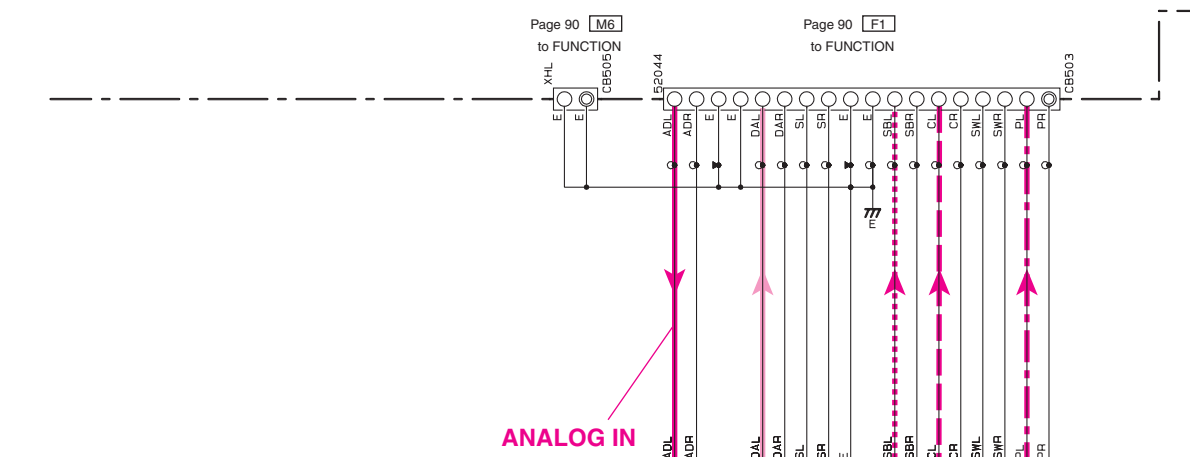 Page 90 M6
to FUNCTION
Page 90 F1
to FUNCTION
XHL
CB505
52044
CB503
E
E
ADL
ADR
E
E
DAL
DAR
SL
SR
E
E
SBL
SBR
CL
CR
SWL
SWR
PL
PR
E
ANALOG IN
ADL
ADR
DAL
DAR
SL
SR
E
SBL
SBR
CL
CR
SWL
SWR
PL
PR